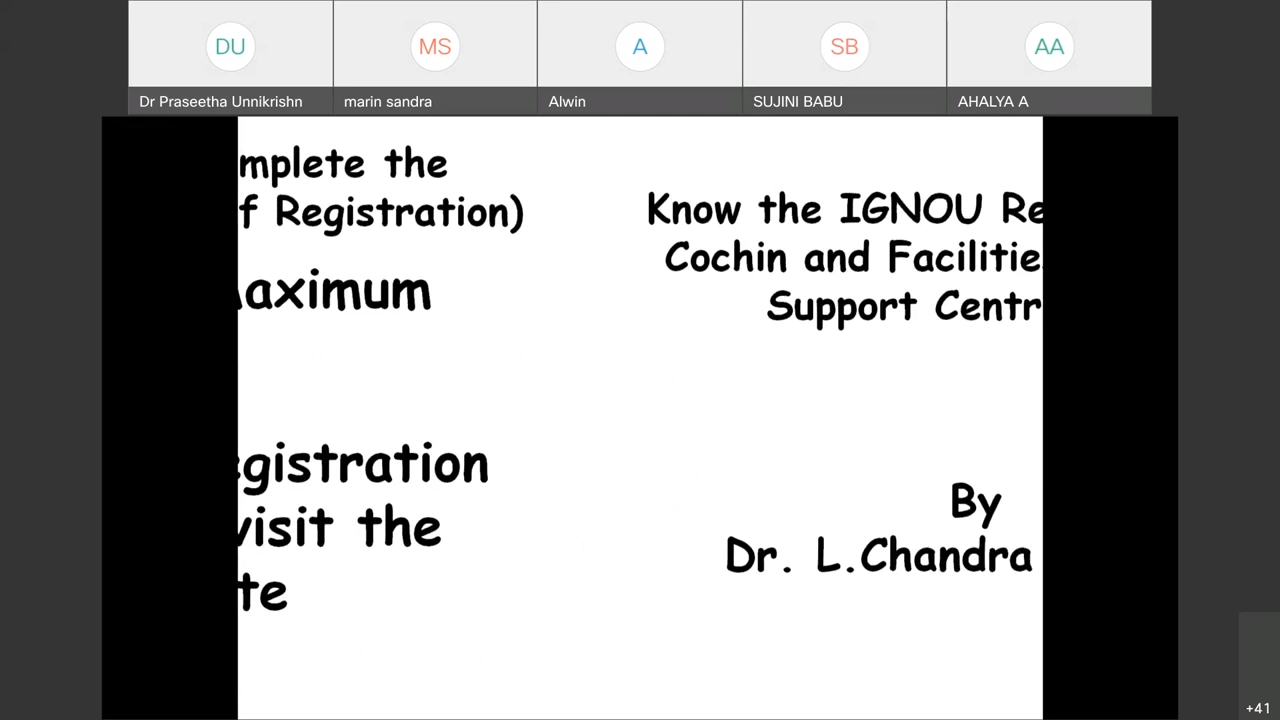 DU
MS
A
SB
AA
Dr Praseetha Unnikrishn
marin sandra
Alwin
SUJINI BABU
AHALYA A
mplete the
f Registration)
aximum
egistration
visit the
te
Know the IGNOU Re
Cochin and Facilitie
Support Centr
By
Dr. L.Chandra
+41